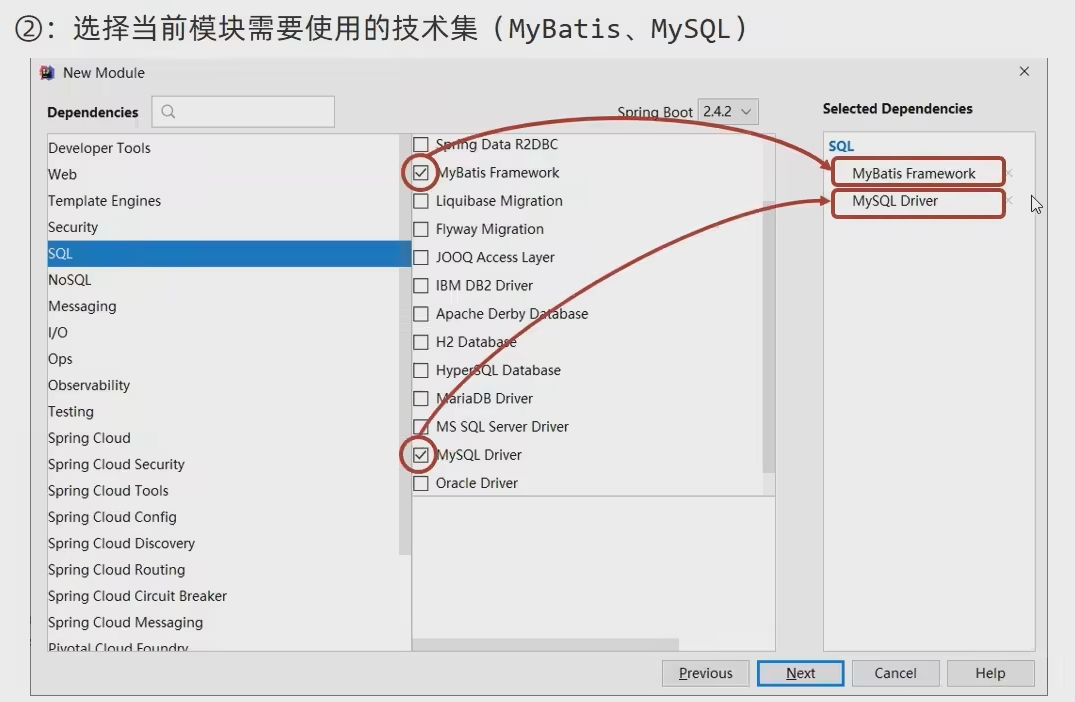 ②：选择当前模块需要使用的技术集（MyBatis、MySQL）
New Module
Dependencies
Spring Boot 2.4.2
Selected Dependencies
Developer Tools
Web
Template Engines
Security
SQL
NoSQL
Messaging
I/O
Ops
Observability
Testing
Spring Cloud
Spring Cloud Security
Spring Cloud Tools
Spring Cloud Config
Spring Cloud Discovery
Spring Cloud Routing
Spring Cloud Circuit Breaker
Spring Cloud Messaging
Pivotal Cloud Foundry
Spring Data R2DBC
MyBatis Framework
Liquibase Migration
Flyway Migration
JOOQ Access Layer
IBM DB2 Driver
Apache Derby Database
H2 Database
HyperSQL Database
MariaDB Driver
MS SQL Server Driver
MySQL Driver
Oracle Driver
SQL
MyBatis Framework
MySQL Driver
Previous
Next
Cancel
Help